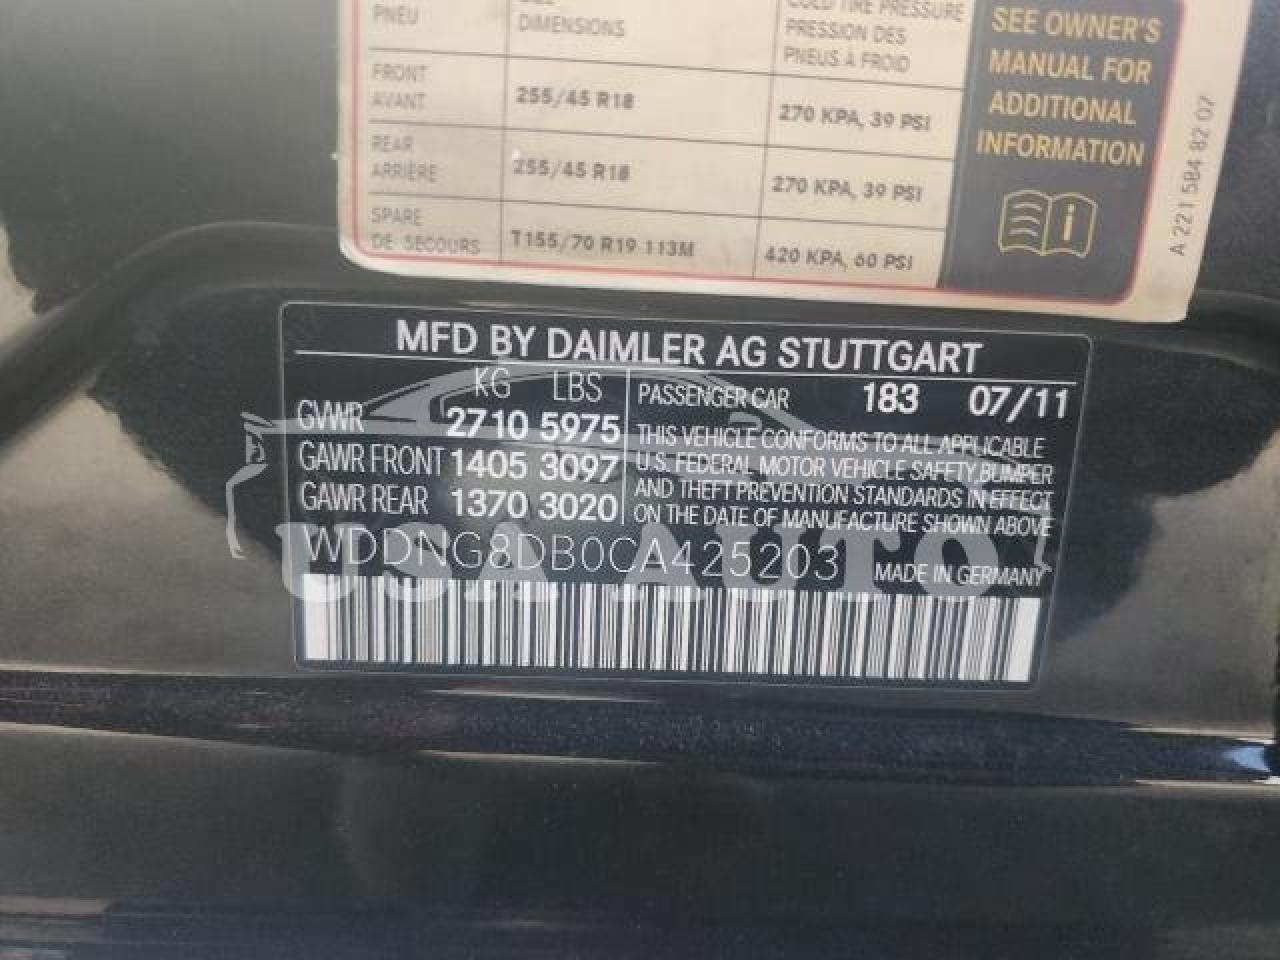 PNEU
DIMENSIONS
COLD TIRE PRESSURE
PRESSION DES
PNEUS À FROID
FRONT
AVANT
255/45 R18
270 KPA, 39 PSI
REAR
ARRIÈRE
255/45 R18
270 KPA, 39 PSI
SPARE
DE SECOURS
T155/70 R19 113M
420 KPA, 60 PSI
SEE OWNER'S
MANUAL FOR
ADDITIONAL
INFORMATION
A 221 584 82 07
MFD BY DAIMLER AG STUTTGART
KG LBS
GVWR 2710 5975
GAWR FRONT 1405 3097
GAWR REAR 1370 3020
PASSENGER CAR 183 07/11
THIS VEHICLE CONFORMS TO ALL APPLICABLE
U.S. FEDERAL MOTOR VEHICLE SAFETY, BUMPER
AND THEFT PREVENTION STANDARDS IN EFFECT
ON THE DATE OF MANUFACTURE SHOWN ABOVE
WDDNG8DB0CA425203 MADE IN GERMANY
USA AUTO